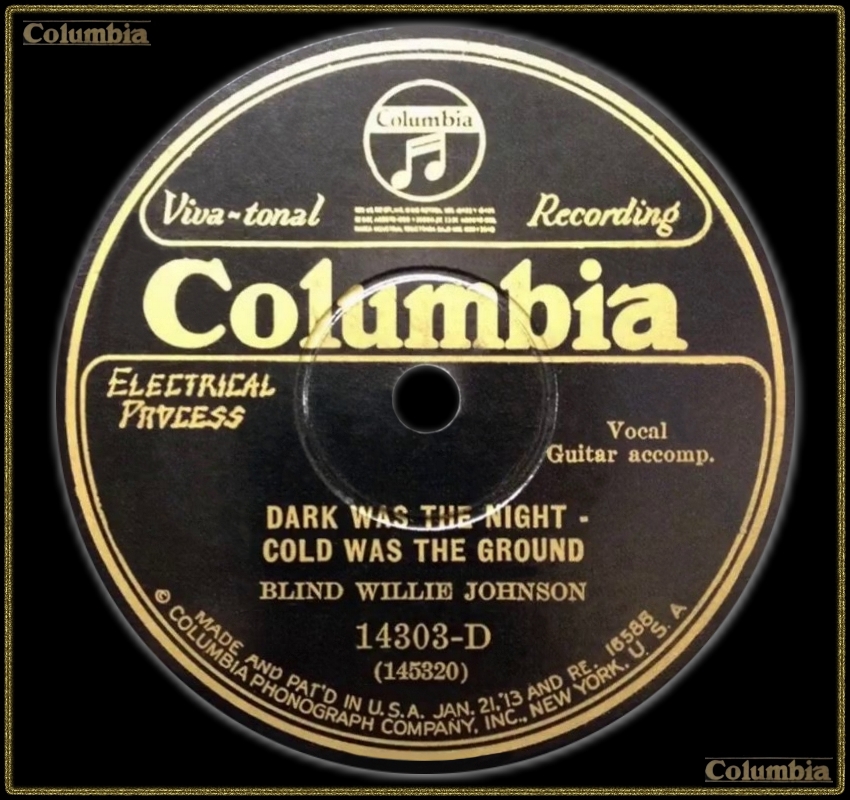 Columbia
Columbia
Viva-tonal Recording
Columbia
ELECTRICAL
PROCESS
Vocal
Guitar accomp.
DARK WAS THE NIGHT -
COLD WAS THE GROUND
BLIND WILLIE JOHNSON
14303-D
(145320)
MADE AND PAT'D IN U.S.A. JAN. 21, '13 AND RE. 16588
© COLUMBIA PHONOGRAPH COMPANY, INC., NEW YORK, U.S.A
Columbia